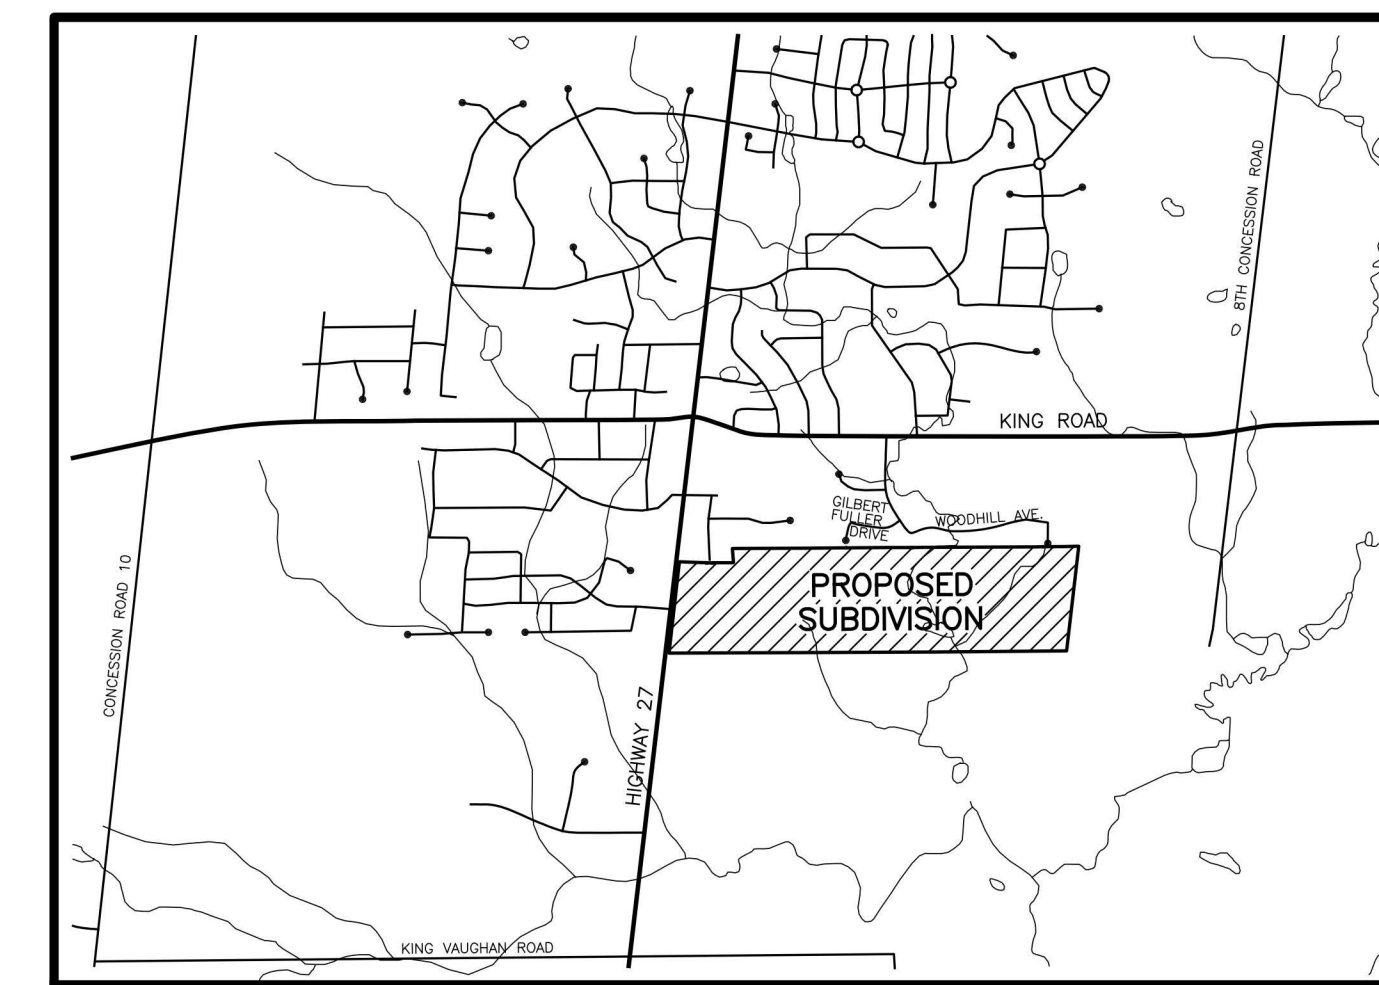 8TH CONCESSION ROAD
KING ROAD
GILBERT
FULLER
DRIVE
WOODHILL AVE.
PROPOSED
SUBDIVISION
CONCESSION ROAD 10
HIGHWAY 27
KING VAUGHAN ROAD